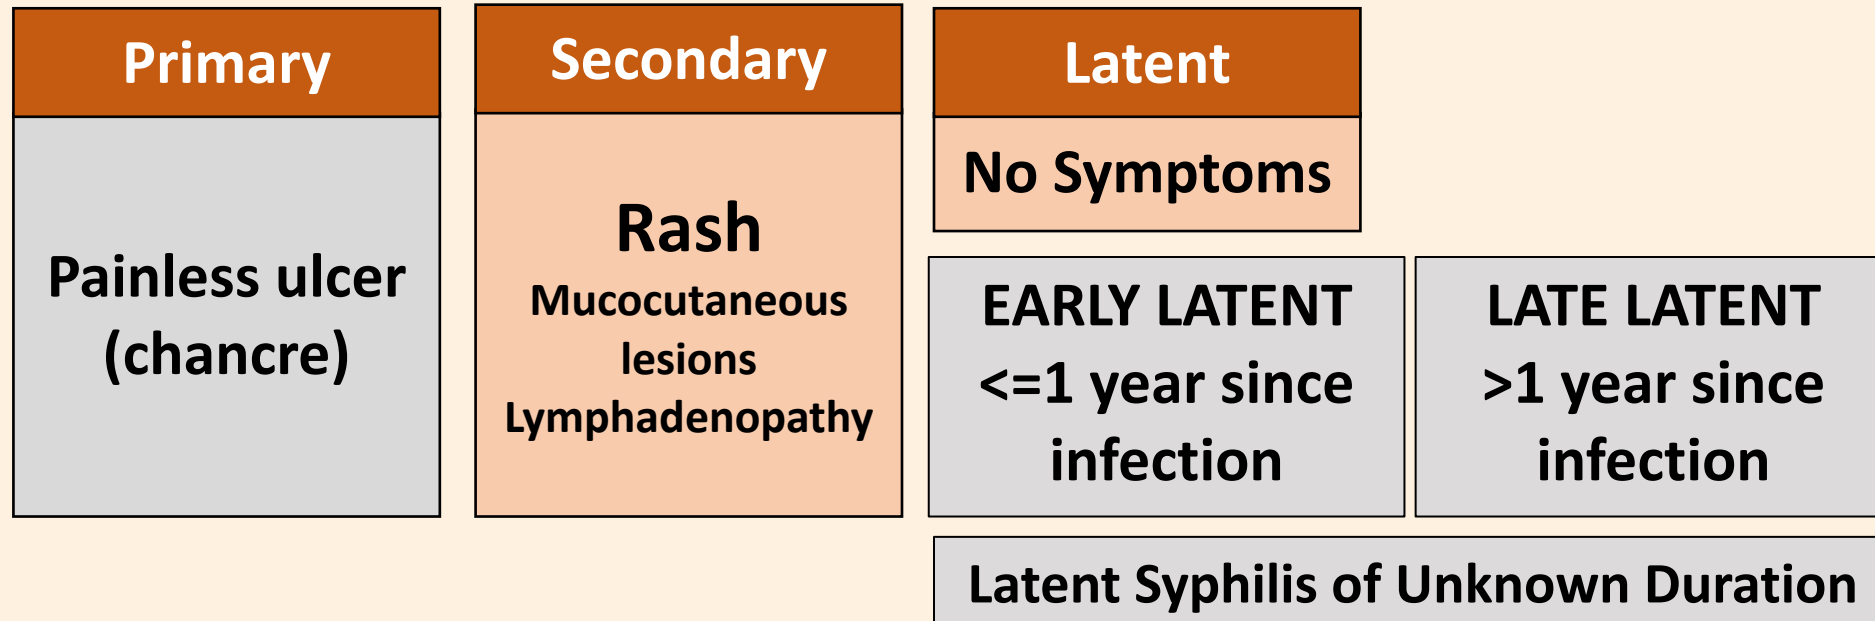 Primary
Painless ulcer
(chancre)
Secondary
Rash
Mucocutaneous
lesions
Lymphadenopathy
Latent
No Symptoms
EARLY LATENT
<=1 year since
infection
LATE LATENT
>1 year since
infection
Latent Syphilis of Unknown Duration